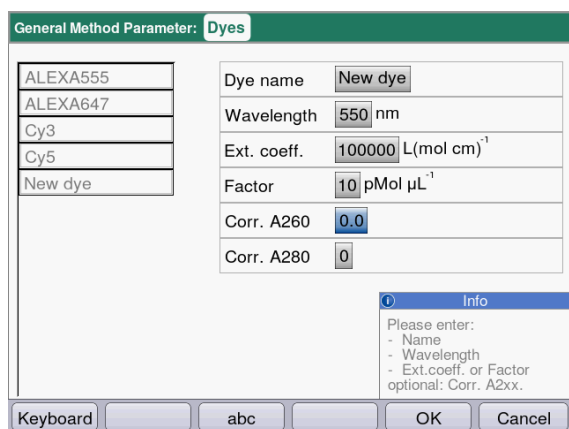 General Method Parameter: Dyes
ALEXA555
ALEXA647
Cy3
Cy5
New dye
Dye name New dye
Wavelength 550 nm
Ext. coeff. 100000 L(mol cm)⁻¹
Factor 10 pMol µL⁻¹
Corr. A260 0.0
Corr. A280 0
Info
Please enter:
- Name
- Wavelength
- Ext.coeff. or Factor
optional: Corr. A2xx.
Keyboard abc OK Cancel